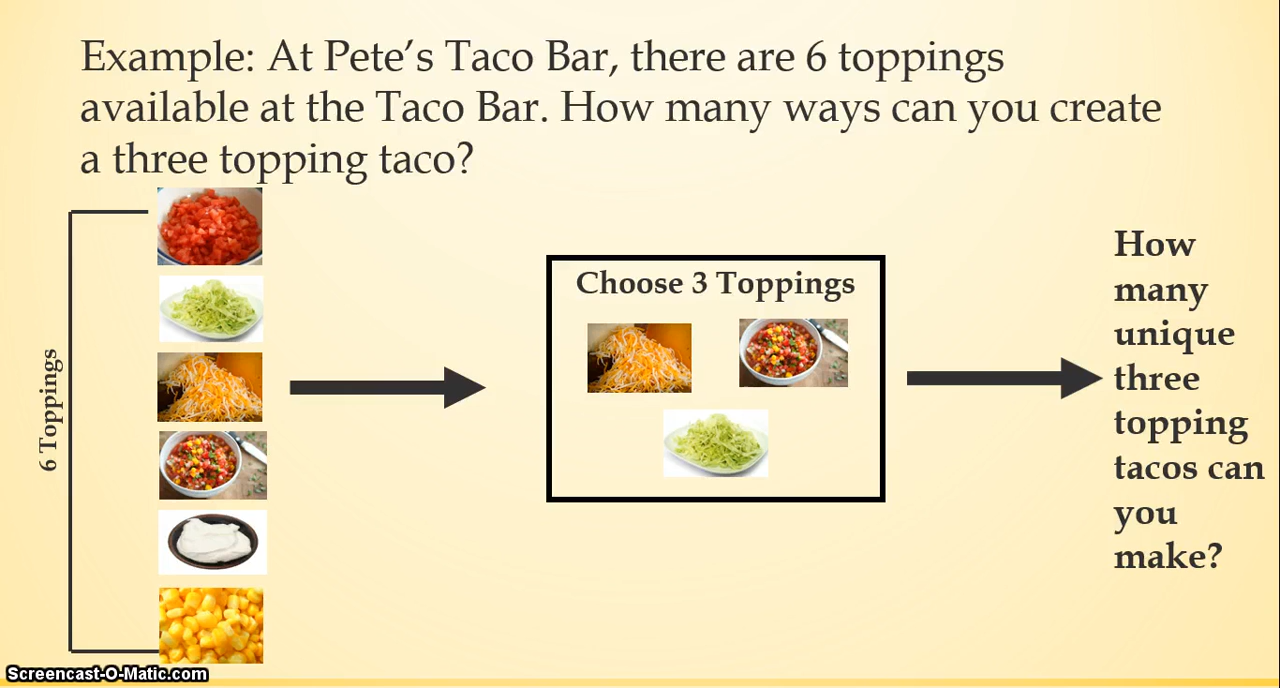 Example: At Pete’s Taco Bar, there are 6 toppings
available at the Taco Bar. How many ways can you create
a three topping taco?
6 Toppings
Choose 3 Toppings
How
many
unique
three
topping
tacos can
you
make?
Screencast-O-Matic.com